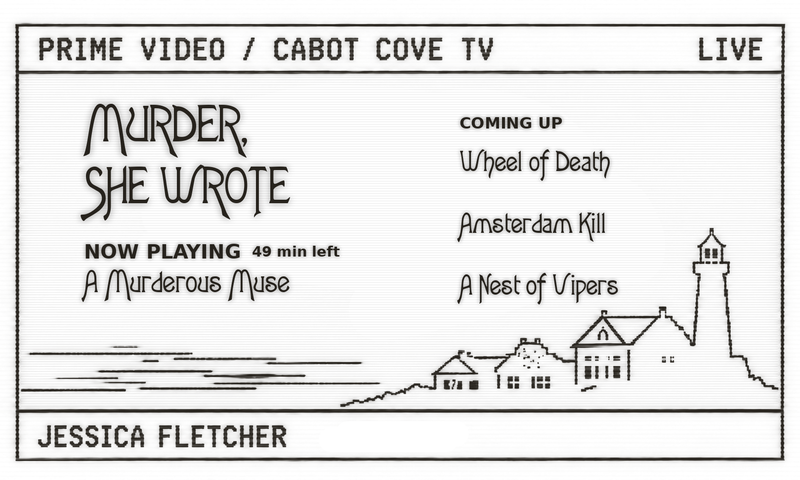 PRIME VIDEO / CABOT COVE TV LIVE
MURDER,
SHE WROTE
NOW PLAYING 49 min left
A Murderous Muse
COMING UP
Wheel of Death
Amsterdam Kill
A Nest of Vipers
JESSICA FLETCHER